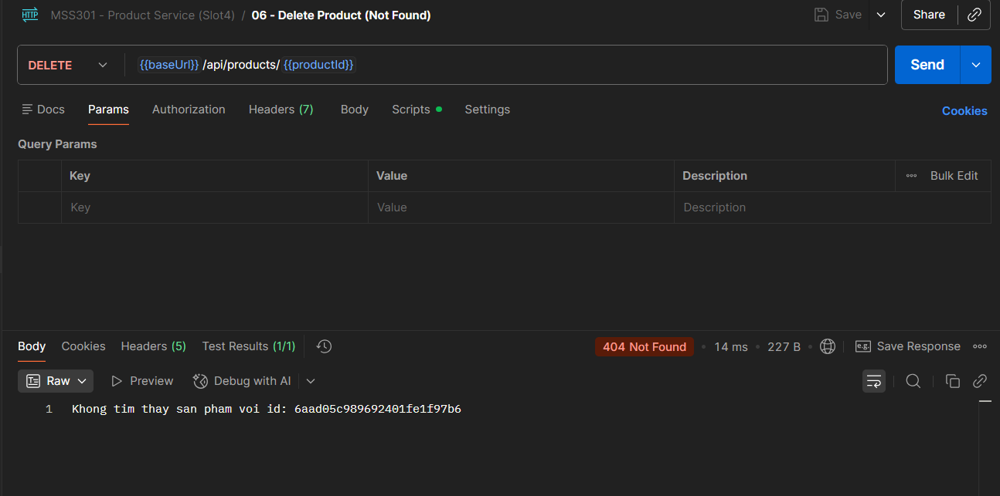 HTTP MSS301 - Product Service (Slot4) / 06 - Delete Product (Not Found) Save Share
DELETE {{baseUrl}} /api/products/ {{productId}} Send
Docs Params Authorization Headers (7) Body Scripts Settings Cookies
Query Params
Key Value Description Bulk Edit
Key Value Description
Body Cookies Headers (5) Test Results (1/1) 404 Not Found 14 ms 227 B e.g. Save Response
Raw Preview Debug with AI
1 Khong tim thay san pham voi id: 6aad05c989692401fe1f97b6